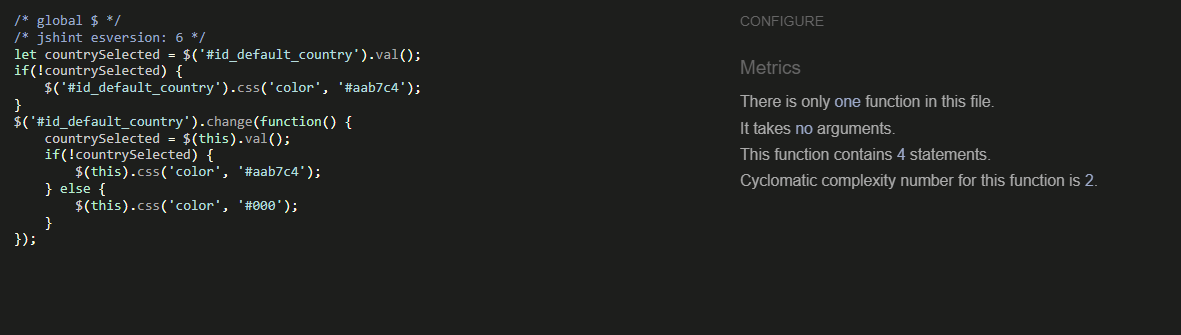 /* global $ */
/* jshint esversion: 6 */
let countrySelected = $('#id_default_country').val();
if(!countrySelected) {
    $('#id_default_country').css('color', '#aab7c4');
}
$('#id_default_country').change(function() {
    countrySelected = $(this).val();
    if(!countrySelected) {
        $(this).css('color', '#aab7c4');
    } else {
        $(this).css('color', '#000');
    }
});
CONFIGURE
Metrics
There is only one function in this file.
It takes no arguments.
This function contains 4 statements.
Cyclomatic complexity number for this function is 2.